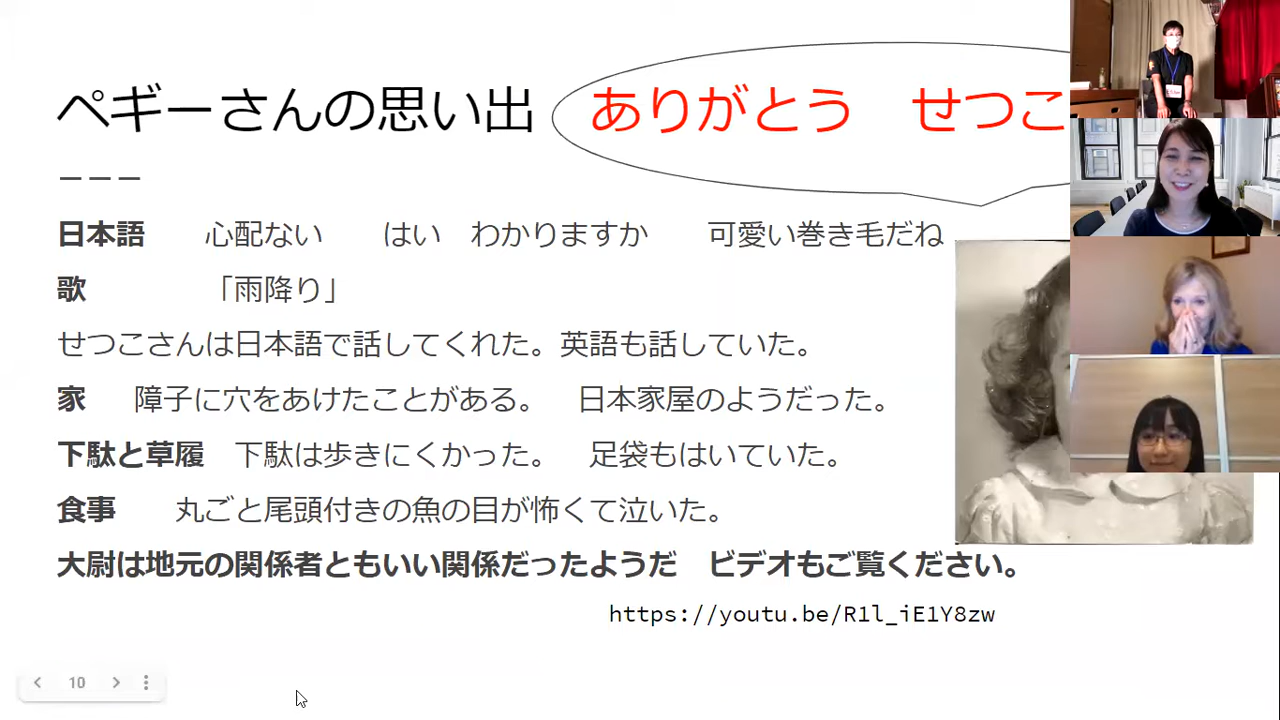 ペギーさんの思い出
ありがとう　せつこ
日本語　心配ない　はい　わかりますか　可愛い巻き毛だね
歌　「雨降り」
せつこさんは日本語で話してくれた。英語も話していた。
家　障子に穴をあけたことがある。　日本家屋のようだった。
下駄と草履　下駄は歩きにくかった。　足袋もはいていた。
食事　丸ごと尾頭付きの魚の目が怖くて泣いた。
大尉は地元の関係者ともいい関係だったようだ　ビデオもご覧ください。
https://youtu.be/R1l_iE1Y8zw
10